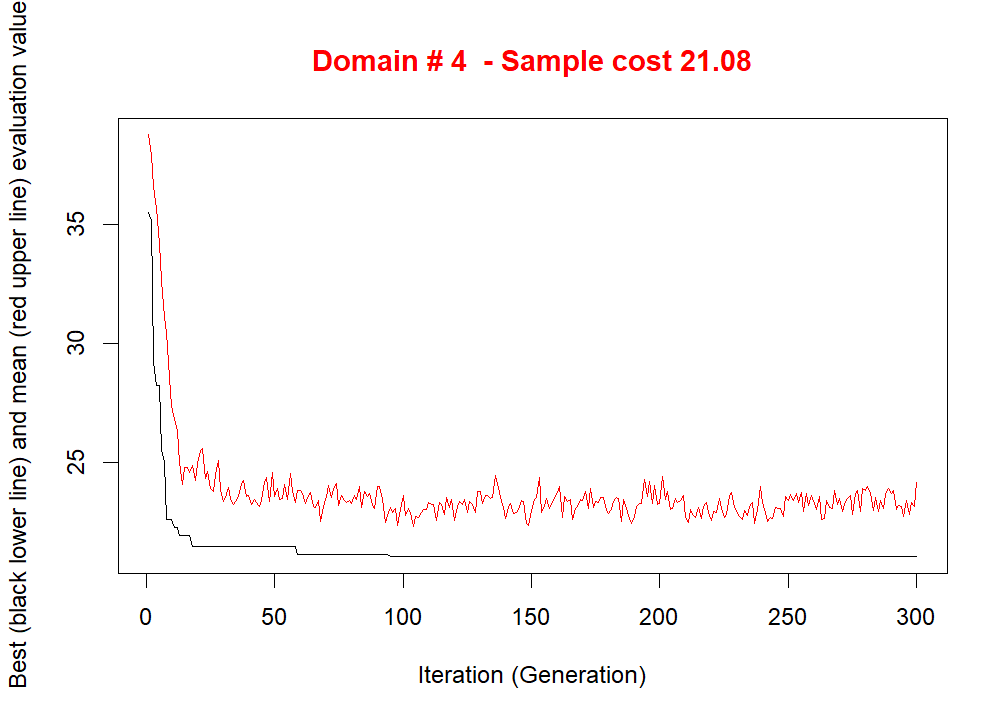 Domain # 4  - Sample cost 21.08
Best (black lower line) and mean (red upper line) evaluation value
35
30
25
0 50 100 150 200 250 300
Iteration (Generation)